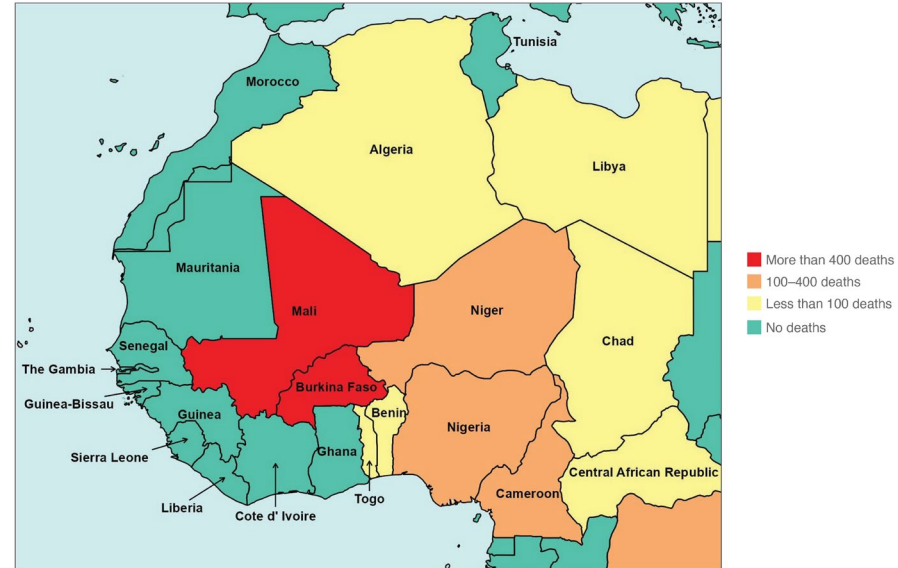 Tunisia
Morocco
Algeria
Libya
Mauritania
Mali
Niger
Chad
Senegal
The Gambia
Guinea-Bissau
Burkina Faso
Benin
Guinea
Nigeria
Ghana
Sierra Leone
Central African Republic
Cameroon
Togo
Liberia
Cote d' Ivoire
More than 400 deaths
100–400 deaths
Less than 100 deaths
No deaths